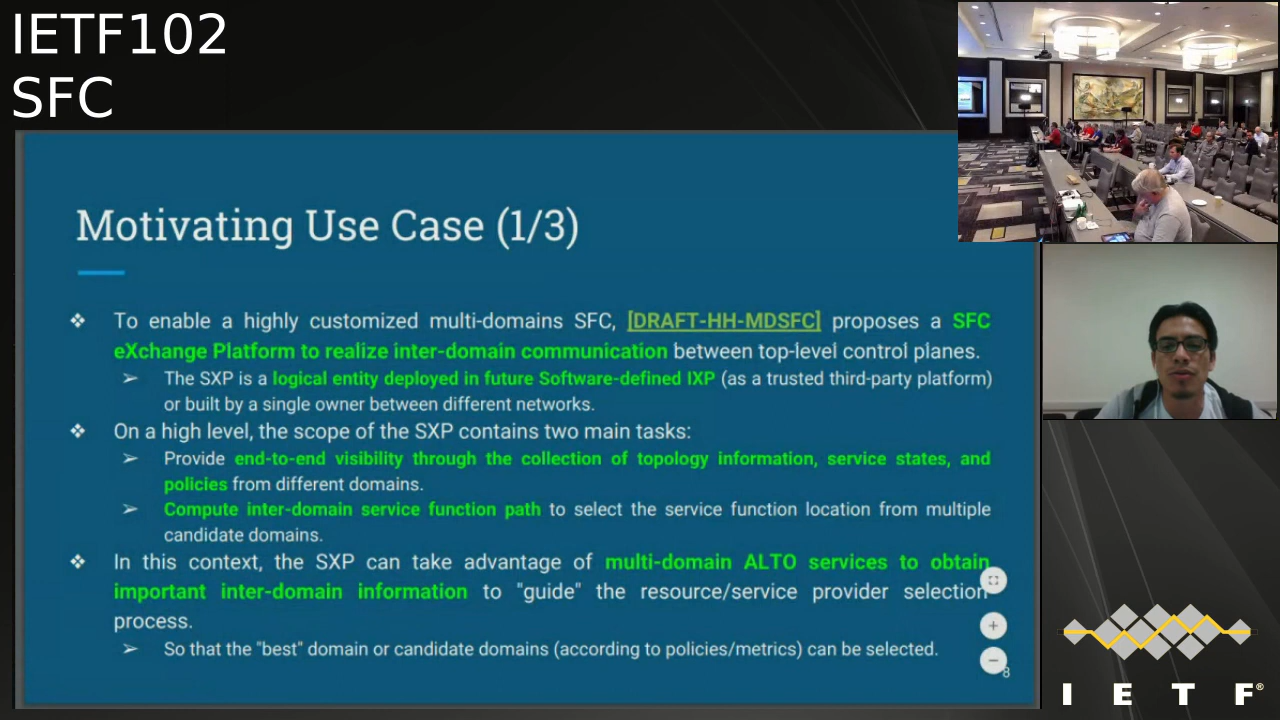 IETF102
SFC
Motivating Use Case (1/3)
❖ To enable a highly customized multi-domains SFC, [DRAFT-HH-MDSFC] proposes a SFC
eXchange Platform to realize inter-domain communication between top-level control planes.
➢ The SXP is a logical entity deployed in future Software-defined IXP (as a trusted third-party platform)
or built by a single owner between different networks.
❖ On a high level, the scope of the SXP contains two main tasks:
➢ Provide end-to-end visibility through the collection of topology information, service states, and
policies from different domains.
➢ Compute inter-domain service function path to select the service function location from multiple
candidate domains.
❖ In this context, the SXP can take advantage of multi-domain ALTO services to obtain
important inter-domain information to "guide" the resource/service provider selection
process.
➢ So that the "best" domain or candidate domains (according to policies/metrics) can be selected.
8
I E T F®